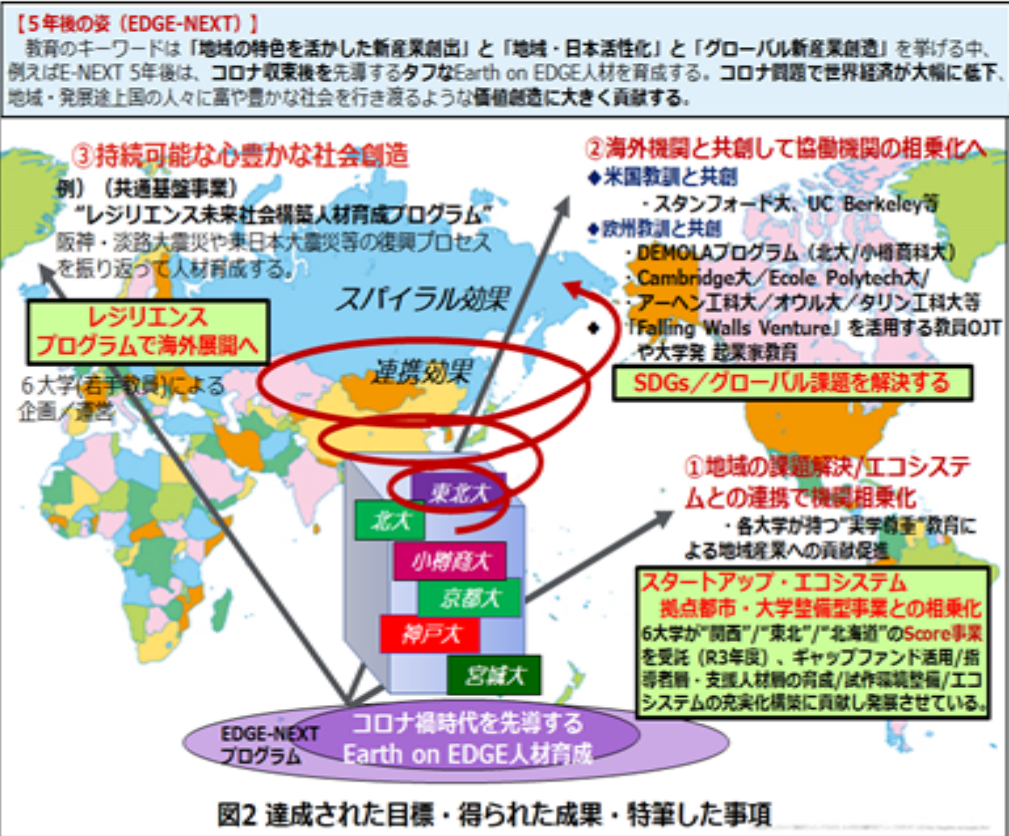 【５年後の姿（EDGE-NEXT）】
教育のキーワードは「地域の特色を活かした新産業創出」と「地域・日本活性化」と「グローバル新産業創造」を挙げる中、
例えばE-NEXT 5年後は、コロナ収束後を先導するタフなEarth on EDGE人材を育成する。コロナ問題で世界経済が大幅に低下、
地域・発展途上国の人々に富や豊かな社会を行き渡るような価値創造に大きく貢献する。
③持続可能な心豊かな社会創造
例）（共通基盤事業）
“レジリエンス未来社会構築人材育成プログラム”
阪神・淡路大震災や東日本大震災等の復興プロセス
を振り返って人材育成する。
レジリエンス
プログラムで海外展開へ
６大学(若手教員)による
企画／運営
②海外機関と共創して協働機関の相乗化へ
◆米国教訓と共創
・スタンフォード大、UC Berkeley等
◆欧州教訓と共創
・DEMOLAプログラム（北大/小樽商科大）
・Cambridge大／Ecole Polytech大/
・アーヘン工科大／オウル大／タリン工科大等
◆「Falling Walls Venture」を活用する教員OJT
や大学発 起業家教育
SDGs／グローバル課題を解決する
スパイラル効果
連携効果
①地域の課題解決/エコシステ
ムとの連携で機関相乗化
・各大学が持つ“実学尊重”教育に
よる地域産業への貢献促進
スタートアップ・エコシステム
拠点都市・大学整備型事業との相乗化
6大学が“関西”/“東北”/“北海道”のScore事業
を受託（R3年度）、ギャップファンド活用/指
導者層・支援人材層の育成/試作環境整備/エコ
システムの充実化構築に貢献し発展させている。
東北大
北大
小樽商大
京都大
神戸大
宮城大
EDGE-NEXT
プログラム
コロナ禍時代を先導する
Earth on EDGE人材育成
図2 達成された目標・得られた成果・特筆した事項